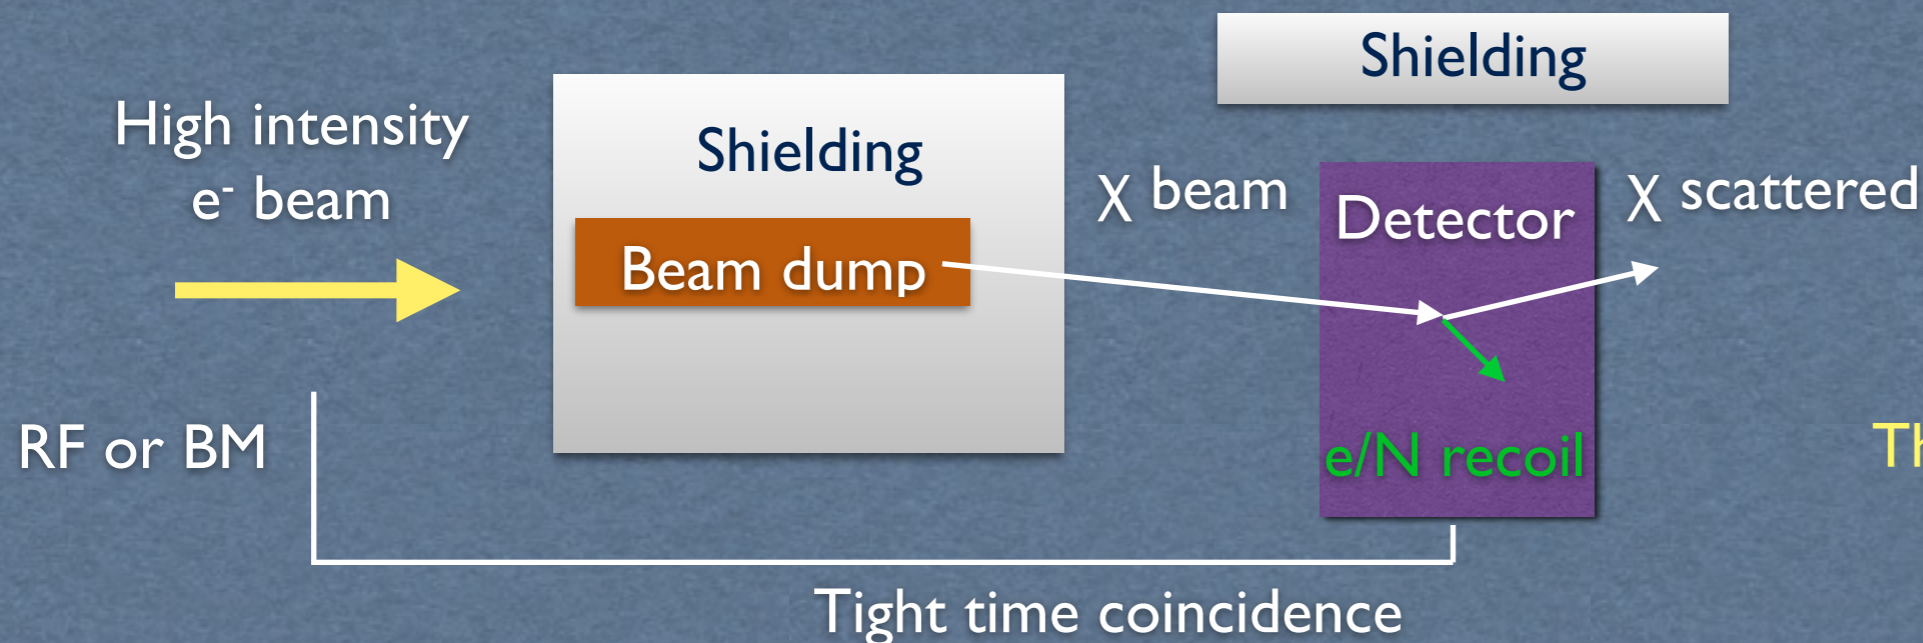 Shielding
High intensity
e⁻ beam
Shielding
Beam dump
χ beam
Detector
χ scattered
RF or BM
e/N recoil
Tight time coincidence